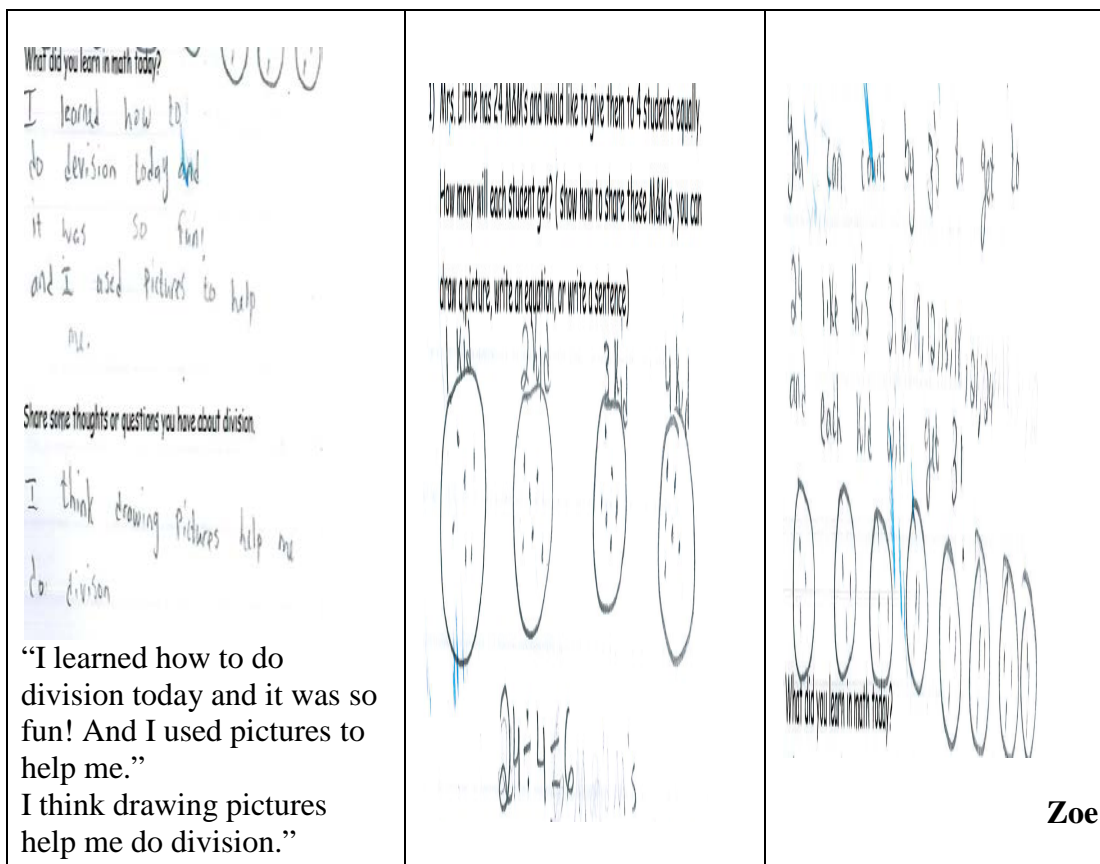 What did you learn in math today?
I learned how to
do devision today and
it was so fun!
and I used pictures to help
me.
Share some thoughts or questions you have about division.
I think drawing pictures help me
do divison
“I learned how to do
division today and it was so
fun! And I used pictures to
help me.”
I think drawing pictures
help me do division.”
1) Mrs. Little has 24 M&M's and would like to give them to 4 students equally.
How many will each student get? ( show how to share these M&M's, you can
draw a picture, write an equation, or write a sentence)
1 Kid 2 kid 3 Kid 4 Kid
24÷4=6 M&M's
You can count by 3's to get to
24 like this 3,6,9,12,15,18,21,24
and each kid will get 3!
What did you learn in math today?
Zoe